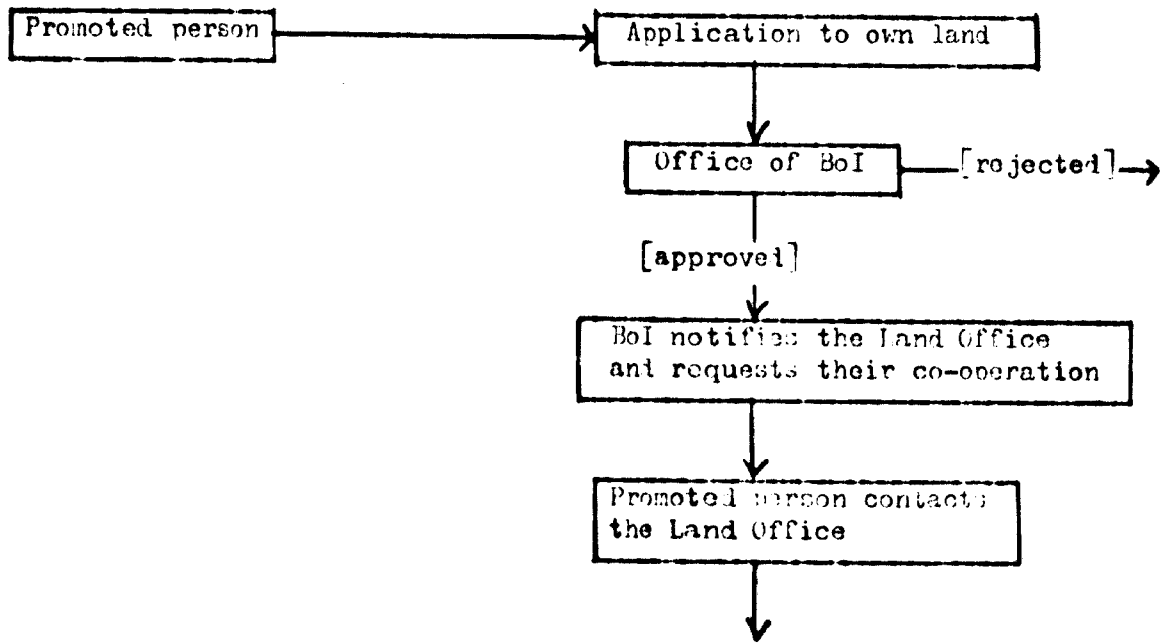 Promoted person
Application to own land
Office of BoI
[rejected]
[approved]
BoI notifies the Land Office
and requests their co-operation
Promoted person contacts
the Land Office